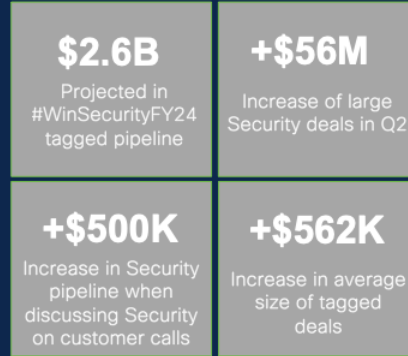 $2.6B
Projected in
#WinSecurityFY24
tagged pipeline
+$56M
Increase of large
Security deals in Q2
+$500K
Increase in Security
pipeline when
discussing Security
on customer calls
+$562K
Increase in average
size of tagged
deals